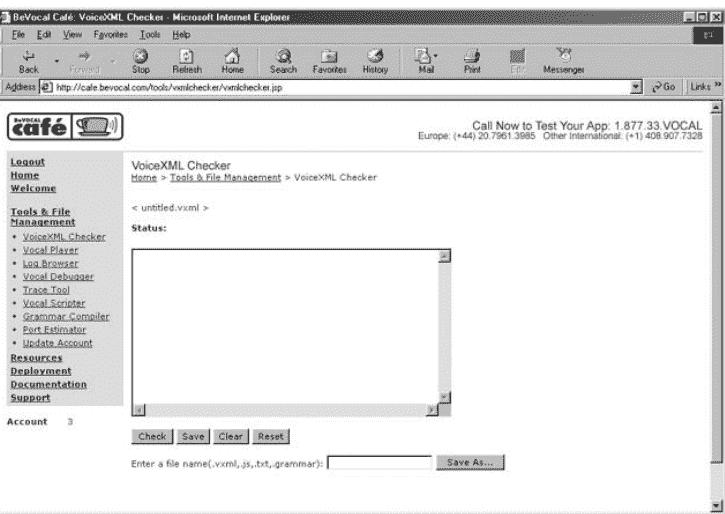 BeVocal Café: VoiceXML Checker - Microsoft Internet Explorer
File Edit View Favorites Tools Help
Back Forward Stop Refresh Home Search Favorites History Mail Print Edit Messenger
Address http://cafe.bevocal.com/tools/vxmlchecker/vxmlchecker.jsp Go Links »
BeVOCAL
café
Call Now to Test Your App: 1.877.33.VOCAL
Europe: (+44) 20.7961.3985 Other International: (+1) 408.907.7328
Logout
Home
Welcome
Tools & File
Management
• VoiceXML Checker
• Vocal Player
• Log Browser
• Vocal Debugger
• Trace Tool
• Vocal Scripter
• Grammar Compiler
• Port Estimator
• Update Account
Resources
Deployment
Documentation
Support
Account 3
VoiceXML Checker
Home > Tools & File Management > VoiceXML Checker
< untitled.vxml >
Status:
Check Save Clear Reset
Enter a file name(.vxml,.js,.txt,.grammar): Save As...